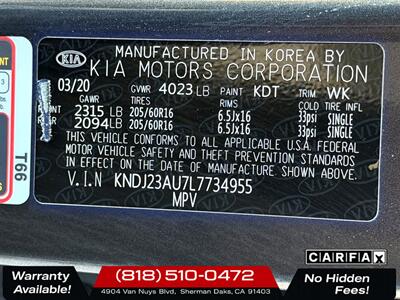 MANUFACTURED IN KOREA BY
KIA KIA MOTORS CORPORATION
03/20 GVWR 4023 LB PAINT KDT TRIM WK
GAWR TIRES RIMS COLD TIRE INFL
2315 LB 205/60R16 6.5Jx16 33psi SINGLE
2094 LB 205/60R16 6.5Jx16 33psi SINGLE
THIS VEHICLE CONFORMS TO ALL APPLICABLE U.S.A. FEDERAL
MOTOR VEHICLE SAFETY, BUMPER, AND THEFT PREVENTION STANDARDS
IN EFFECT ON THE DATE OF MANUFACTURE SHOWN ABOVE.
V.I.N KNDJ23AU7L7734955
MPV
T66
3
CARFAX
Warranty Available!
(818) 510-0472
4904 Van Nuys Blvd, Sherman Oaks, CA 91403
No Hidden Fees!